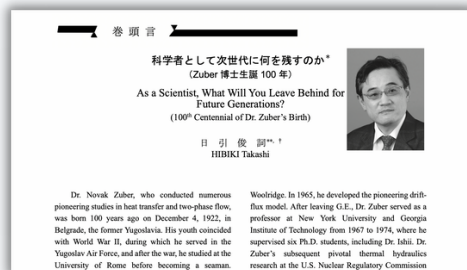 巻 頭 言
科学者として次世代に何を残すのか*
（Zuber 博士生誕 100 年）
As a Scientist, What Will You Leave Behind for
Future Generations?
(100th Centennial of Dr. Zuber's Birth)
日 引 俊 詞**, †
HIBIKI Takashi
Dr. Novak Zuber, who conducted numerous
pioneering studies in heat transfer and two-phase flow,
was born 100 years ago on December 4, 1922, in
Belgrade, the former Yugoslavia. His youth coincided
with World War II, during which he served in the
Yugoslav Air Force, and after the war, he studied at the
University of Rome before becoming a seaman.
Woolridge. In 1965, he developed the pioneering drift-
flux model. After leaving G.E., Dr. Zuber served as a
professor at New York University and Georgia
Institute of Technology from 1967 to 1974, where he
supervised six Ph.D. students, including Dr. Ishii. Dr.
Zuber's subsequent pivotal thermal hydraulics
research at the U.S. Nuclear Regulatory Commission